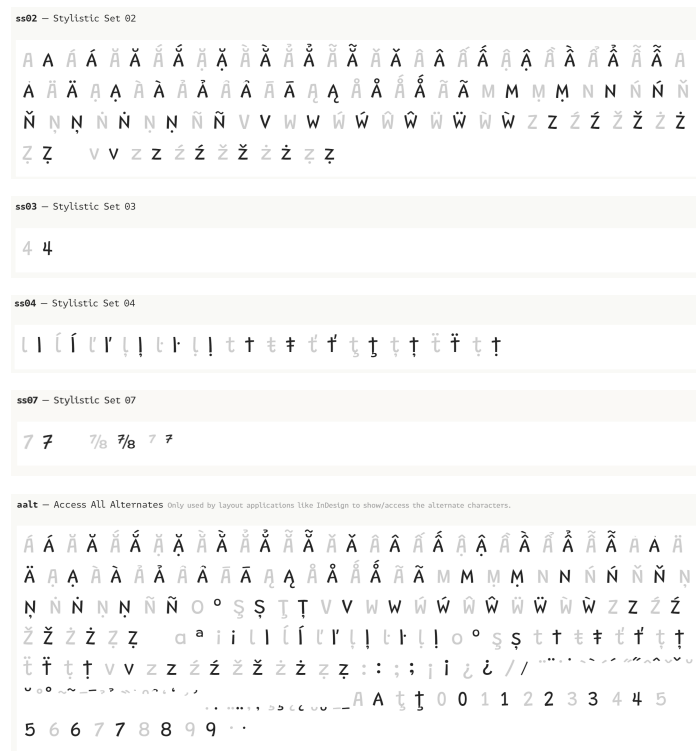 ss02 — Stylistic Set 02
A A Á Á Ă Ă Ắ Ắ Ặ Ặ Ằ Ằ Ẳ Ẳ Ẵ Ẵ Ǎ Ǎ Â Â Ấ Ấ Ậ Ậ Ầ Ầ Ẩ Ẩ Ẫ Ẫ Ȧ
Ȧ Ä Ä Ạ Ạ À À Ả Ả Ȃ Ȃ Ā Ā Ą Ą Å Å Ǻ Ǻ Ã Ã M M Ṃ Ṃ N N Ń Ń Ň
Ň Ņ Ņ Ṅ Ṅ Ṇ Ṇ Ñ Ñ V V W W Ẃ Ẃ Ŵ Ŵ Ẅ Ẅ Ẁ Ẁ Z Z Ź Ź Ž Ž Ż Ż
Ẓ Ẓ v v z z ź ź ž ž ż ż ẓ ẓ
ss03 — Stylistic Set 03
4 4
ss04 — Stylistic Set 04
l l ĺ ĺ ľ ľ ļ ļ ŀ ŀ ḷ ḷ t t ŧ ŧ ť ť ţ ţ ț ț ẗ ẗ ṭ ṭ
ss07 — Stylistic Set 07
7 7 ⅞ ⅞ ⁷ ⁷
aalt — Access All Alternates Only used by layout applications like InDesign to show/access the alternate characters.
Á Á Ă Ă Ắ Ắ Ặ Ặ Ằ Ằ Ẳ Ẳ Ẵ Ẵ Ǎ Ǎ Â Â Ấ Ấ Ậ Ậ Ầ Ầ Ẩ Ẩ Ẫ Ẫ Ȧ Ȧ Ä
Ä Ạ Ạ À À Ả Ả Ȃ Ȃ Ā Ā Ą Ą Å Å Ǻ Ǻ Ã Ã M M Ṃ Ṃ N N Ń Ń Ň Ň Ņ
Ņ Ṅ Ṅ Ṇ Ṇ Ñ Ñ O º Ş Ș Ţ Ț V V W W Ẃ Ẃ Ŵ Ŵ Ẅ Ẅ Ẁ Ẁ Z Z Ź Ź
Ž Ž Ż Ż Ẓ Ẓ a ª i i l l ĺ ĺ ľ ľ ļ ļ ŀ ŀ ḷ ḷ o º ş ș t t ŧ ŧ ť ť ț ț
ẗ ẗ ṭ ṭ v v z z ź ź ž ž ż ż ẓ ẓ : : ; ; ¡ ¡ ¿ ¿ / /
A A ţ ţ 0 0 1 1 2 2 3 3 4 4 5
5 6 6 7 7 8 8 9 9 · ·